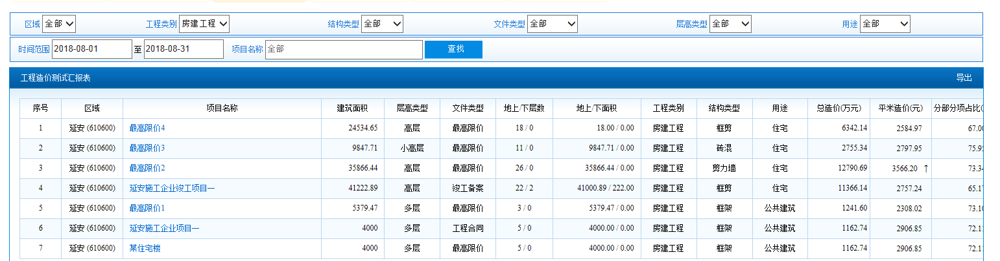 区域 全部 工程类别 房建工程 结构类型 全部 文件类型 全部 层高类型 全部 用途 全部
时间范围 2018-08-01 至 2018-08-31 项目名称 全部 查找
工程造价测试汇报表 导出
序号 区域 项目名称 建筑面积 层高类型 文件类型 地上/下层数 地上/下面积 工程类别 结构类型 用途 总造价(万元) 平米造价(元) 分部分项占比(
1 延安 (610600) 最高限价4 24534.65 高层 最高限价 18 / 0 18.00 / 0.00 房建工程 框剪 住宅 6342.14 2584.97 67.00
2 延安 (610600) 最高限价3 9847.71 小高层 最高限价 11 / 0 9847.71 / 0.00 房建工程 砖混 住宅 2755.34 2797.95 75.95
3 延安 (610600) 最高限价2 35866.44 高层 最高限价 26 / 0 35866.44 / 0.00 房建工程 剪力墙 住宅 12790.69 3566.20 ↑ 73.34
4 延安 (610600) 延安施工企业竣工项目一 41222.89 高层 竣工备案 22 / 2 41000.89 / 222.00 房建工程 框剪 住宅 11366.14 2757.24 65.17
5 延安 (610600) 最高限价1 5379.47 多层 最高限价 3 / 0 5379.47 / 0.00 房建工程 框架 公共建筑 1241.60 2308.02 73.10
6 延安 (610600) 延安施工企业项目一 4000 多层 工程合同 5 / 0 4000.00 / 0.00 房建工程 框架 公共建筑 1162.74 2906.85 72.11
7 延安 (610600) 某住宅楼 4000 多层 最高限价 5 / 0 4000.00 / 0.00 房建工程 框架 公共建筑 1162.74 2906.85 72.11